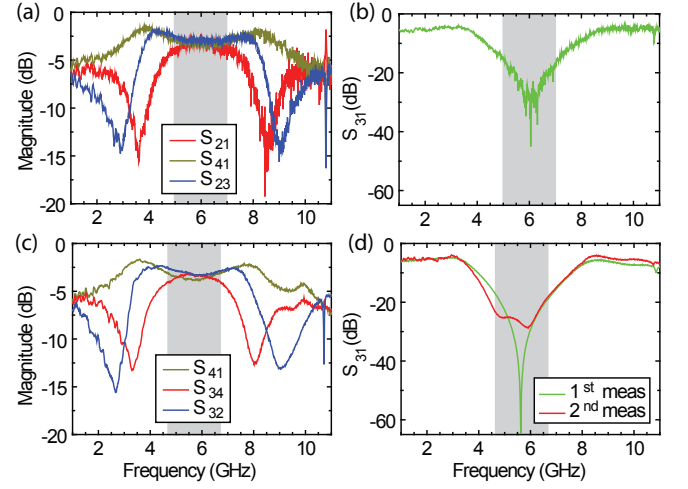 (a)
Magnitude (dB)
0
-5
-10
-15
-20
2 4 6 8 10
S21
S41
S23
(b)
S31 (dB)
0
-20
-40
-60
2 4 6 8 10
(c)
Magnitude (dB)
0
-5
-10
-15
-20
2 4 6 8 10
Frequency (GHz)
S41
S34
S32
(d)
S31 (dB)
0
-20
-40
-60
2 4 6 8 10
Frequency (GHz)
1st meas
2nd meas